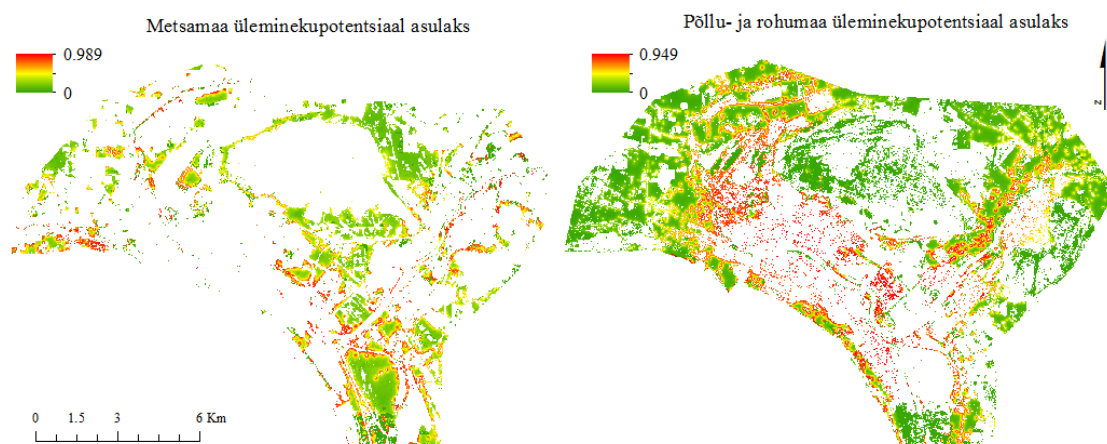 Metsamaa üleminekupotentsiaal asulaks
Põllu- ja rohumaa üleminekupotentsiaal asulaks
0.989
0
0.949
0
N
0 1.5 3 6 Km